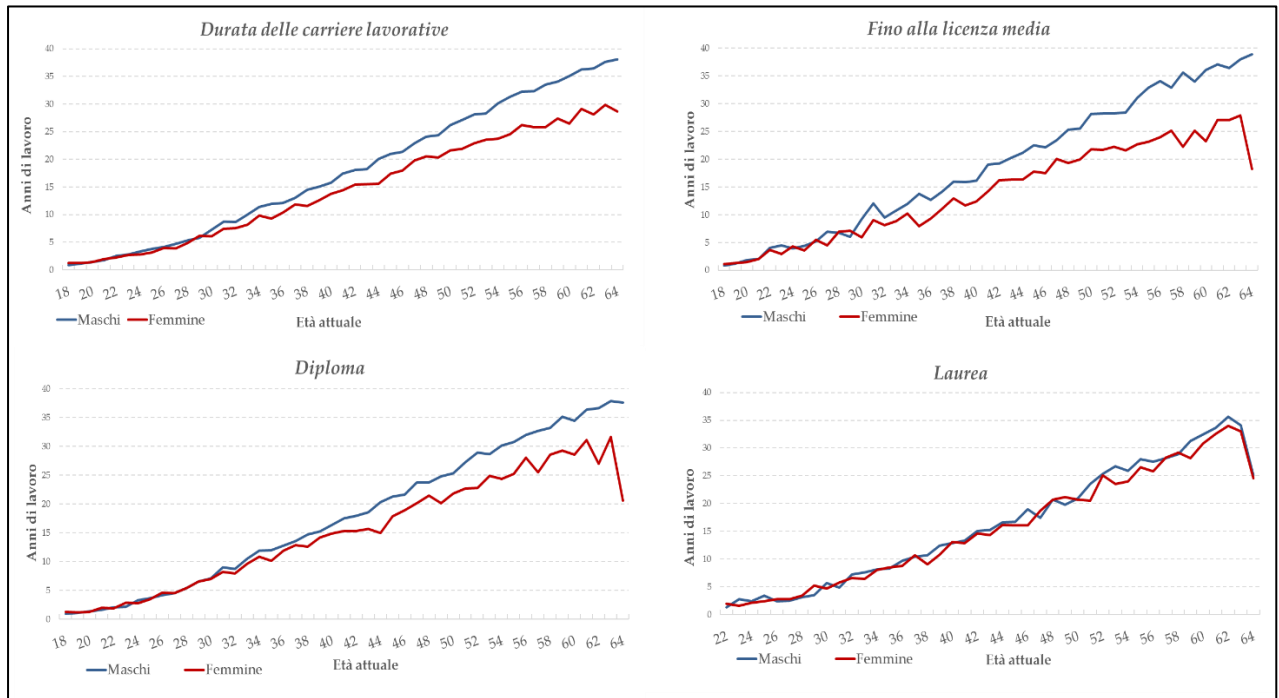 Durata delle carriere lavorative
40
35
30
25
20
15
10
5
0
Anni di lavoro
18 20 22 24 26 28 30 32 34 36 38 40 42 44 46 48 50 52 54 56 58 60 62 64
Maschi Femmine
Età attuale
Fino alla licenza media
40
35
30
25
20
15
10
5
0
Anni di lavoro
18 20 22 24 26 28 30 32 34 36 38 40 42 44 46 48 50 52 54 56 58 60 62 64
Maschi Femmine
Età attuale
Diploma
40
35
30
25
20
15
10
5
0
Anni di lavoro
18 20 22 24 26 28 30 32 34 36 38 40 42 44 46 48 50 52 54 56 58 60 62 64
Età attuale
Maschi Femmine
Laurea
40
35
30
25
20
15
10
5
0
Anni di lavoro
22 24 26 28 30 32 34 36 38 40 42 44 46 48 50 52 54 56 58 60 62 64
Maschi Femmine
Età attuale